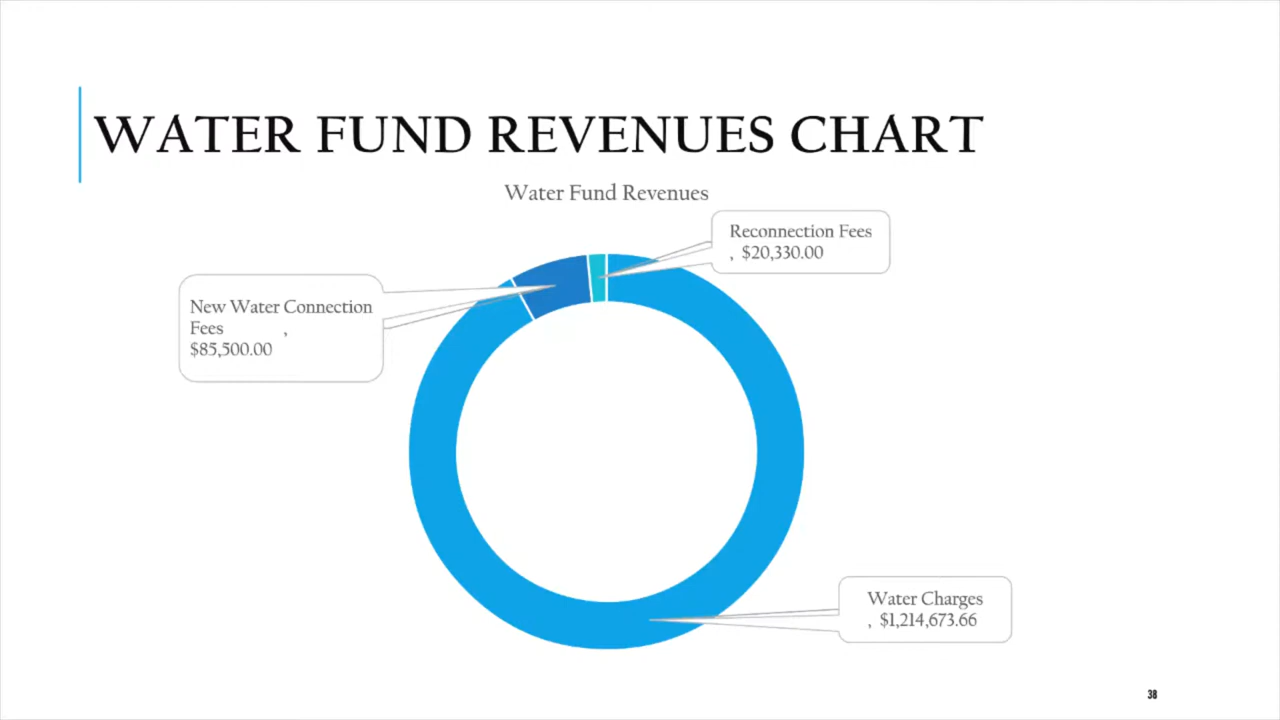 WATER FUND REVENUES CHART
Water Fund Revenues
Reconnection Fees
, $20,330.00
New Water Connection
Fees ,
$85,500.00
Water Charges
, $1,214,673.66
38